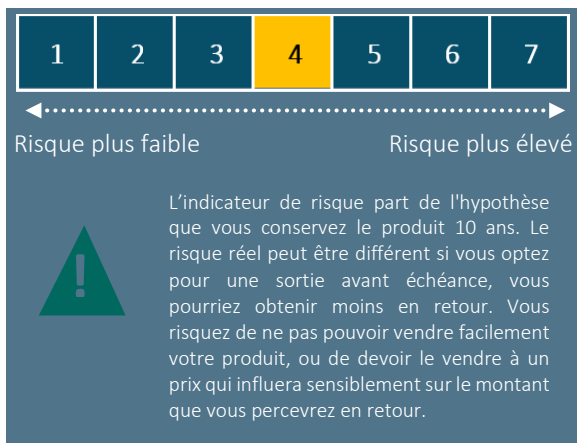 1 2 3 4 5 6 7
Risque plus faible Risque plus élevé
L’indicateur de risque part de l'hypothèse
que vous conservez le produit 10 ans. Le
risque réel peut être différent si vous optez
pour une sortie avant échéance, vous
pourriez obtenir moins en retour. Vous
risquez de ne pas pouvoir vendre facilement
votre produit, ou de devoir le vendre à un
prix qui influera sensiblement sur le montant
que vous percevrez en retour.
!